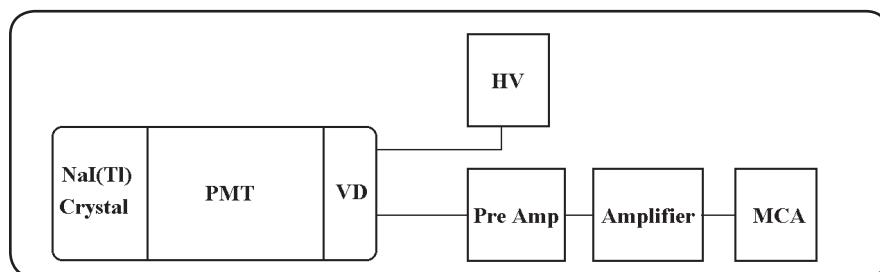 HV
NaI(Tl)
Crystal
PMT
VD
Pre Amp
Amplifier
MCA